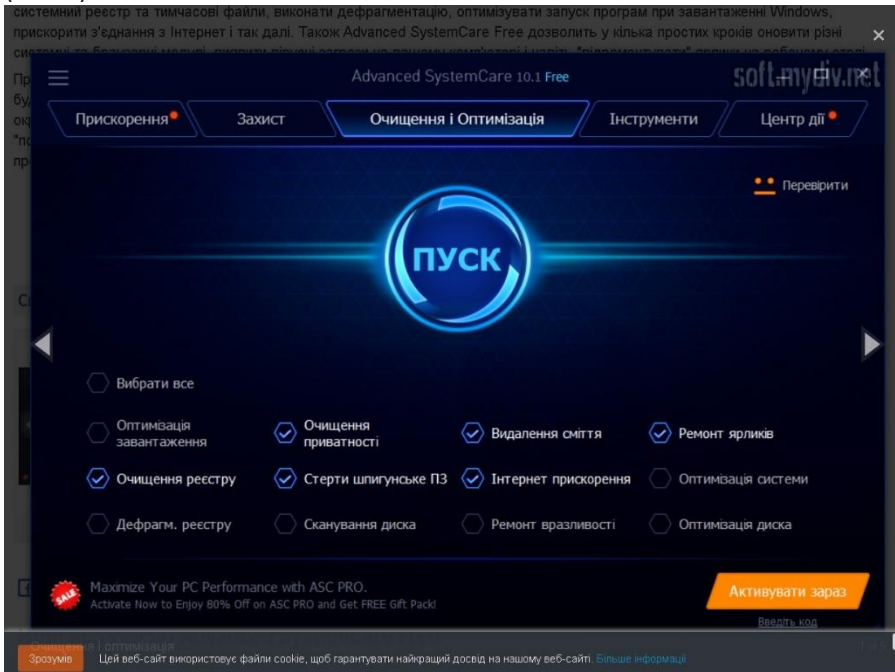 системний реєстр та тимчасові файли, виконати дефрагментацію, оптимізувати запуск програм при завантаженні Windows,
прискорити з'єднання з Інтернет і так далі. Також Advanced SystemCare Free дозволить у кілька простих кроків оновити різні
Advanced SystemCare 10.1 Free
soft.mydiv.net
Прискорення
Захист
Очищення і Оптимізація
Інструменти
Центр дії
Перевірити
ПУСК
Вибрати все
Оптимізація завантаження
Очищення приватності
Видалення сміття
Ремонт ярликів
Очищення реєстру
Стерти шпигунське ПЗ
Інтернет прискорення
Оптимізація системи
Дефрагм. реєстру
Сканування диска
Ремонт вразливості
Оптимізація диска
SALE
Maximize Your PC Performance with ASC PRO.
Activate Now to Enjoy 80% Off on ASC PRO and Get FREE Gift Pack!
Активувати зараз
Введіть код
Очищення і оптимізація
Зрозумів
Цей веб-сайт використовує файли cookie, щоб гарантувати найкращий досвід на нашому веб-сайті. Більше інформації